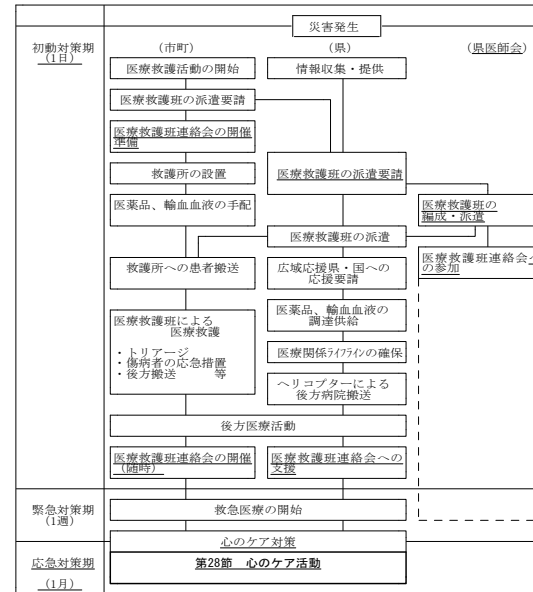 災害発生
初動対策期
(1日)
(市町)
(県)
(県医師会)
医療救護活動の開始
情報収集・提供
医療救護班の派遣要請
医療救護班連絡会の開催
準備
救護所の設置
医療救護班の派遣要請
医薬品、輸血血液の手配
医療救護班の
編成・派遣
医療救護班の派遣
救護所への患者搬送
広域応援県・国への
応援要請
医療救護班連絡会へ
の参加
医療救護班による
医療救護
・トリアージ
・傷病者の応急措置
・後方搬送 等
医薬品、輸血血液の
調達供給
医療関係ライフラインの確保
ヘリコプターによる
後方病院搬送
後方医療活動
医療救護班連絡会の開催
(随時)
医療救護班連絡会への
支援
緊急対策期
(1週)
救急医療の開始
心のケア対策
応急対策期
(1月)
第28節 心のケア活動